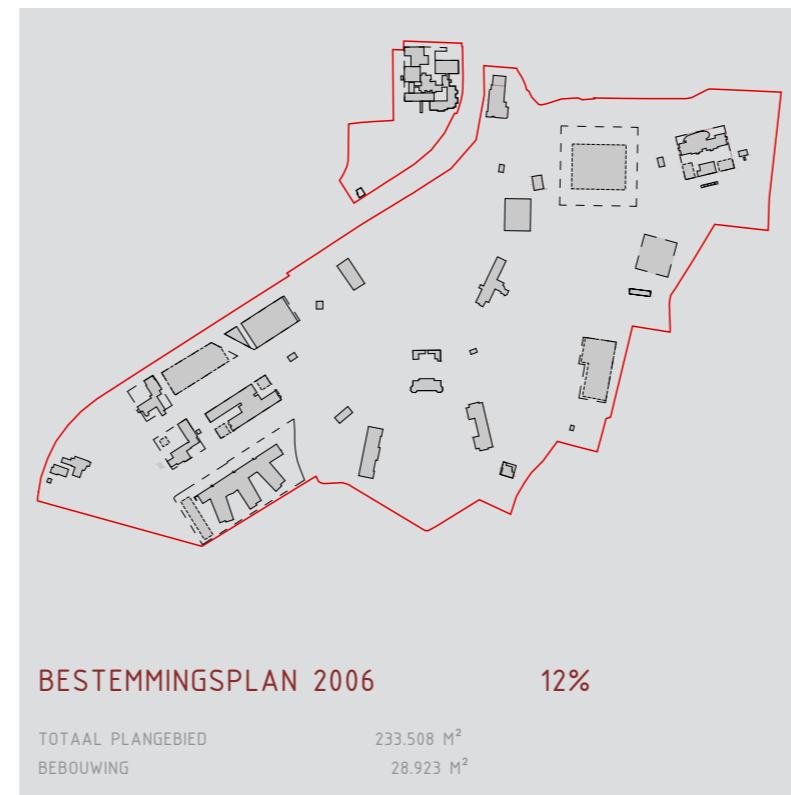 BESTEMMINGSPLAN 2006 12%
TOTAAL PLANGEBIED 233.508 M²
BEBOUWING 28.923 M²